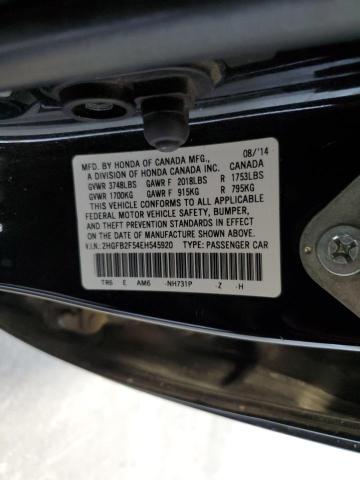 MFD. BY HONDA OF CANADA MFG., 08/'14
A DIVISION OF HONDA CANADA INC. CANADA
GVWR 3748LBS GAWR F 2018LBS R 1753LBS
GVWR 1700KG GAWR F 915KG R 795KG
THIS VEHICLE CONFORMS TO ALL APPLICABLE
FEDERAL MOTOR VEHICLE SAFETY, BUMPER,
AND THEFT PREVENTION STANDARDS IN EFFECT
ON THE DATE OF MANUFACTURE SHOWN ABOVE.
V.I.N.: 2HGFB2F54EH545920 TYPE: PASSENGER CAR
TR6 E AM6 -NH731P -Z -H